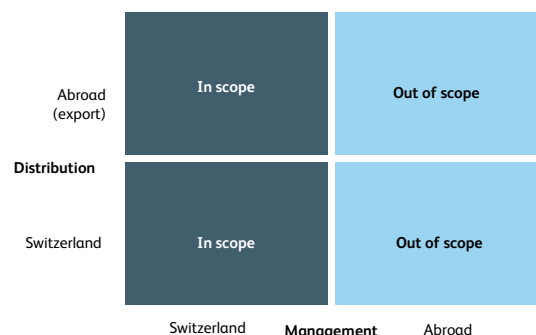 In scope
Out of scope
Abroad
(export)
Distribution
Switzerland
In scope
Out of scope
Switzerland
Management
Abroad